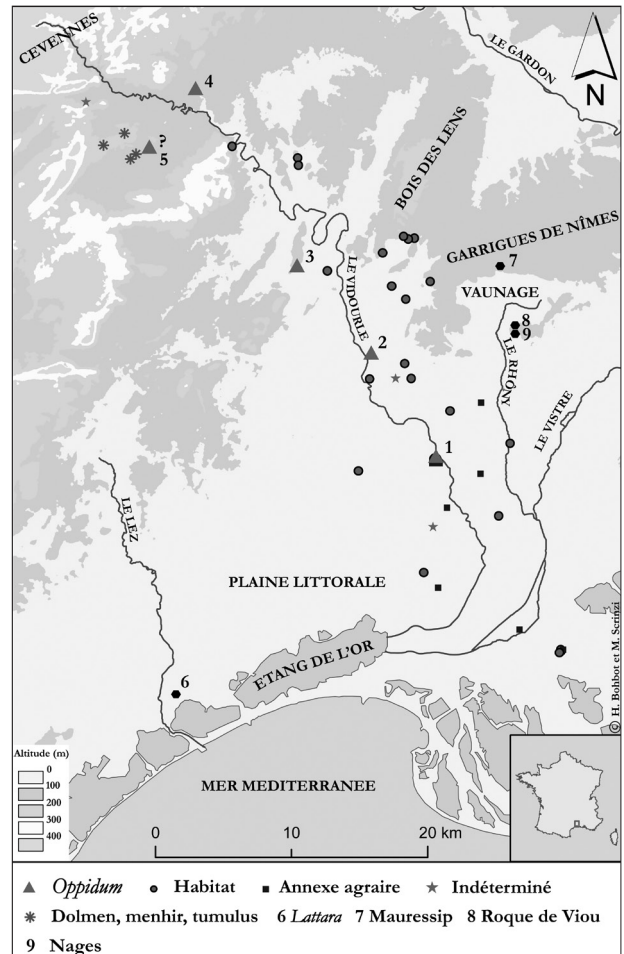 CEVENNES
LE GARDON
N
4
?
5
BOIS DES LENS
GARRIGUES DE NÎMES
3
7
VAUNAGE
LE VIDOURLE
8
9
2
LE RHÔNY
LE VISTRE
1
LE LEZ
PLAINE LITTORALE
ETANG DE L'OR
6
© H. Bohbot et M. Scrinzi
Altitude (m)
0
100
200
300
400
MER MEDITERRANEE
0 10 20 km
Oppidum Habitat Annexe agraire Indéterminé
Dolmen, menhir, tumulus 6 Lattara 7 Mauressip 8 Roque de Viou
9 Nages